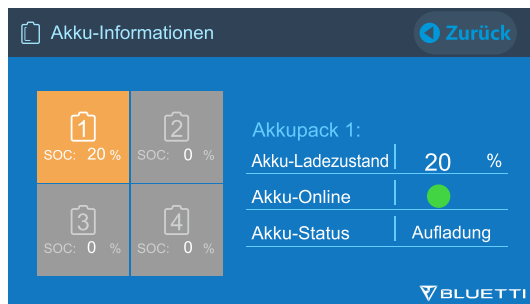 Akku-Informationen
Zurück
1
SOC: 20 %
2
SOC: 0 %
3
SOC: 0 %
4
SOC: 0 %
Akkupack 1:
Akku-Ladezustand 20 %
Akku-Online
Akku-Status Aufladung
BLUETTI